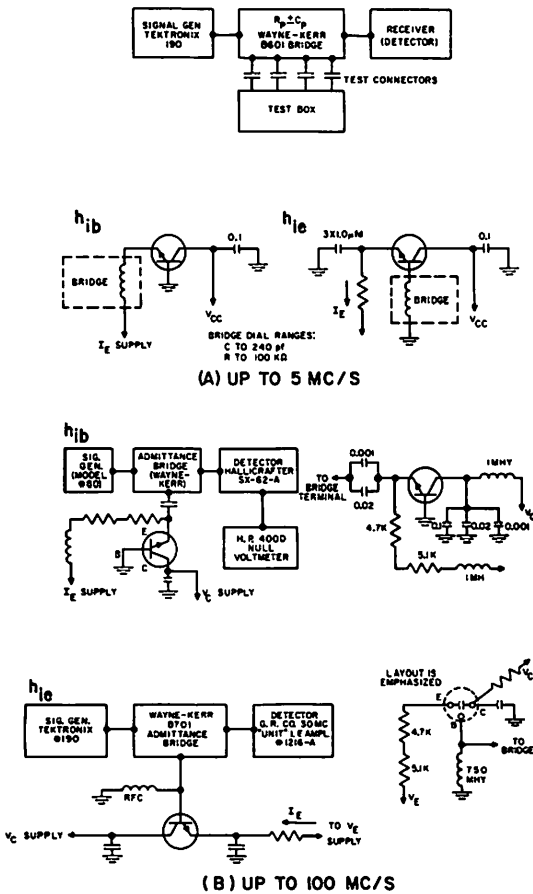 SIGNAL GEN
TEKTRONIX
190
Rp ± Cp
WAYNE-KERR
B601 BRIDGE
RECEIVER
(DETECTOR)
TEST CONNECTORS
TEST BOX
hib
BRIDGE
IE SUPPLY
0.1
VCC
hie
3X1.0µM
IE
BRIDGE
0.1
VCC
BRIDGE DIAL RANGES:
C TO 240 pf
R TO 100 KΩ
(A) UP TO 5 MC/S
hib
SIG.
GEN.
(MODEL
@80)
ADMITTANCE
BRIDGE
(WAYNE-
KERR)
DETECTOR
HALLICRAFTER
SX-62-A
H.P. 400D
NULL
VOLTMETER
E
B
C
IE SUPPLY
VC SUPPLY
0.001
TO
BRIDGE
TERMINAL
0.02
1 MHY
VC
0.1
0.02
0.001
4.7K
5.1K
1MH
hie
SIG. GEN.
TEKTRONIX
@190
WAYNE-KERR
B701
ADMITTANCE
BRIDGE
DETECTOR
G. R. CO. 30MC
"UNIT" I.F. AMPL.
@1216-A
RFC
IE
VC SUPPLY
TO VE
SUPPLY
LAYOUT IS
EMPHASIZED
E
C
B
VC
4.7K
5.1K
VE
TO
BRIDGE
750
MHY
(B) UP TO 100 MC/S